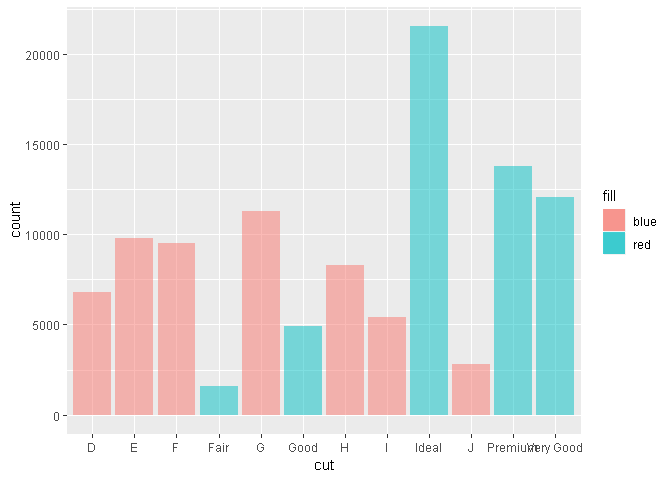 20000
15000
10000
5000
0
count
D E F Fair G Good H I Ideal J Premium Very Good
cut
fill
blue
red